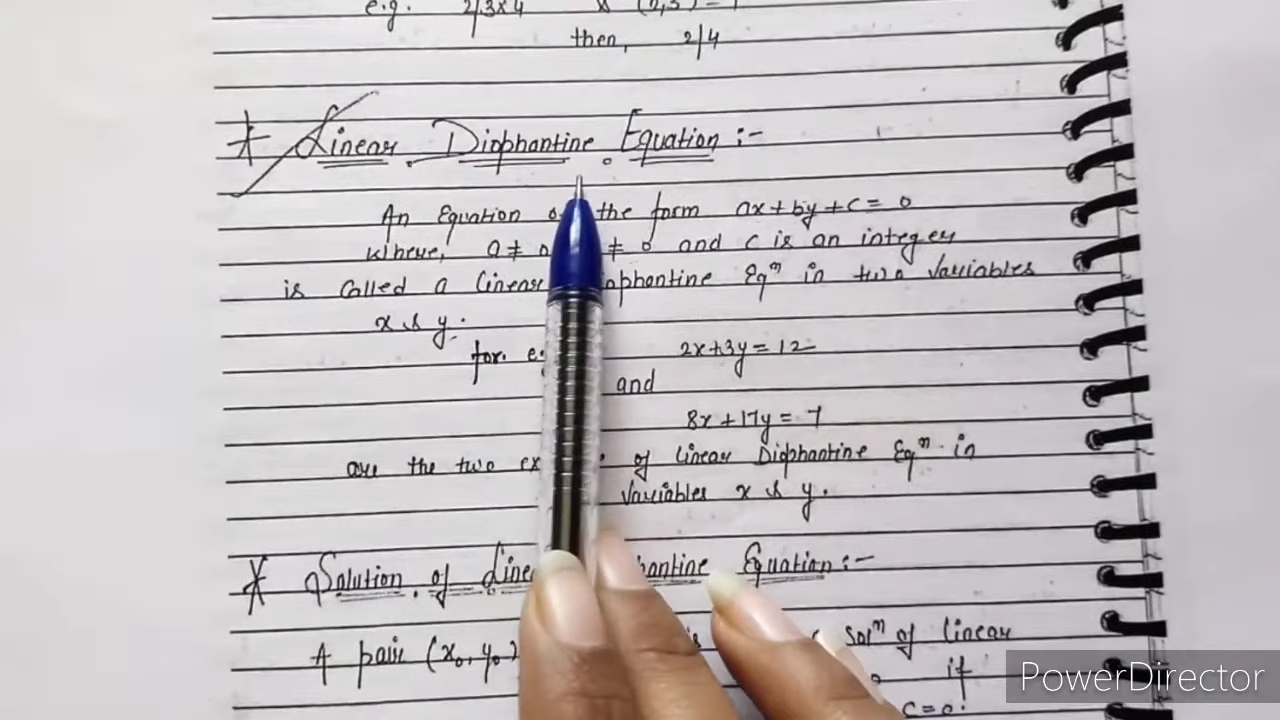 e.g. 2/3x4
then, 2/4
* Linear Diophantine Equation :-
An Equation the form ax+by+c=0
where, a≠ ≠ 0 and c is an integer
is called a linear Eqⁿ in two variables
x & y.
for. 2x+3y=12
and
8x+17y=7
are the two of linear Diophantine Eqⁿ in
variables x & y.
* Solution of Equation :-
A pair (x₀,y₀) solⁿ of linear
if
c=0.
PowerDirector